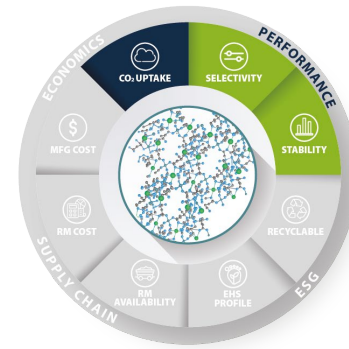 ECONOMICS
PERFORMANCE
CO₂ UPTAKE
SELECTIVITY
MFG COST
STABILITY
RM COST
RECYCLABLE
RM
AVAILABILITY
EHS
PROFILE
SUPPLY CHAIN
ESG